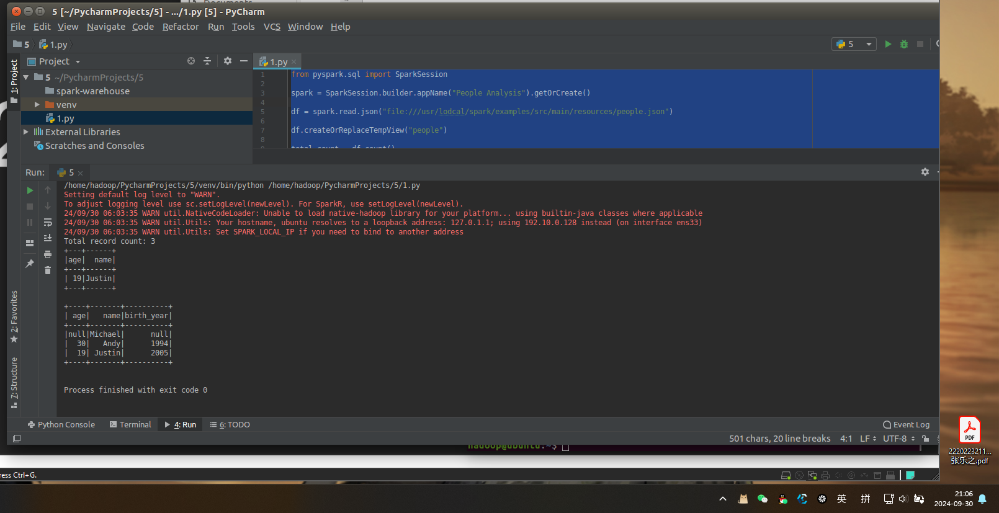 Documents
5 [~/PycharmProjects/5] - .../1.py [5] - PyCharm
File Edit View Navigate Code Refactor Run Tools VCS Window Help
5 1.py
5
Project
1.py
1: Project
5 ~/PycharmProjects/5
spark-warehouse
venv
1.py
External Libraries
Scratches and Consoles
1 from pyspark.sql import SparkSession
2
3 spark = SparkSession.builder.appName("People Analysis").getOrCreate()
4
5 df = spark.read.json("file:///usr/lodcal/spark/examples/src/main/resources/people.json")
6
7 df.createOrReplaceTempView("people")
8
9 total_count = df.count()
Run: 5
/home/hadoop/PycharmProjects/5/venv/bin/python /home/hadoop/PycharmProjects/5/1.py
Setting default log level to "WARN".
To adjust logging level use sc.setLogLevel(newLevel). For SparkR, use setLogLevel(newLevel).
24/09/30 06:03:35 WARN util.NativeCodeLoader: Unable to load native-hadoop library for your platform... using builtin-java classes where applicable
24/09/30 06:03:35 WARN util.Utils: Your hostname, ubuntu resolves to a loopback address: 127.0.1.1; using 192.10.0.128 instead (on interface ens33)
24/09/30 06:03:35 WARN util.Utils: Set SPARK_LOCAL_IP if you need to bind to another address
Total record count: 3
+---+------+
|age|  name|
+---+------+
| 19|Justin|
+---+------+
+----+-------+----------+
| age|   name|birth_year|
+----+-------+----------+
|null|Michael|      null|
|  30|   Andy|      1994|
|  19| Justin|      2005|
+----+-------+----------+
Process finished with exit code 0
2: Favorites
7: Structure
Python Console Terminal 4: Run 6: TODO Event Log
501 chars, 20 line breaks 4:1 LF UTF-8
hadoop@ubuntu:~$
ress Ctrl+G.
PDF
2220223211...
张乐之.pdf
英 拼
21:06
2024-09-30